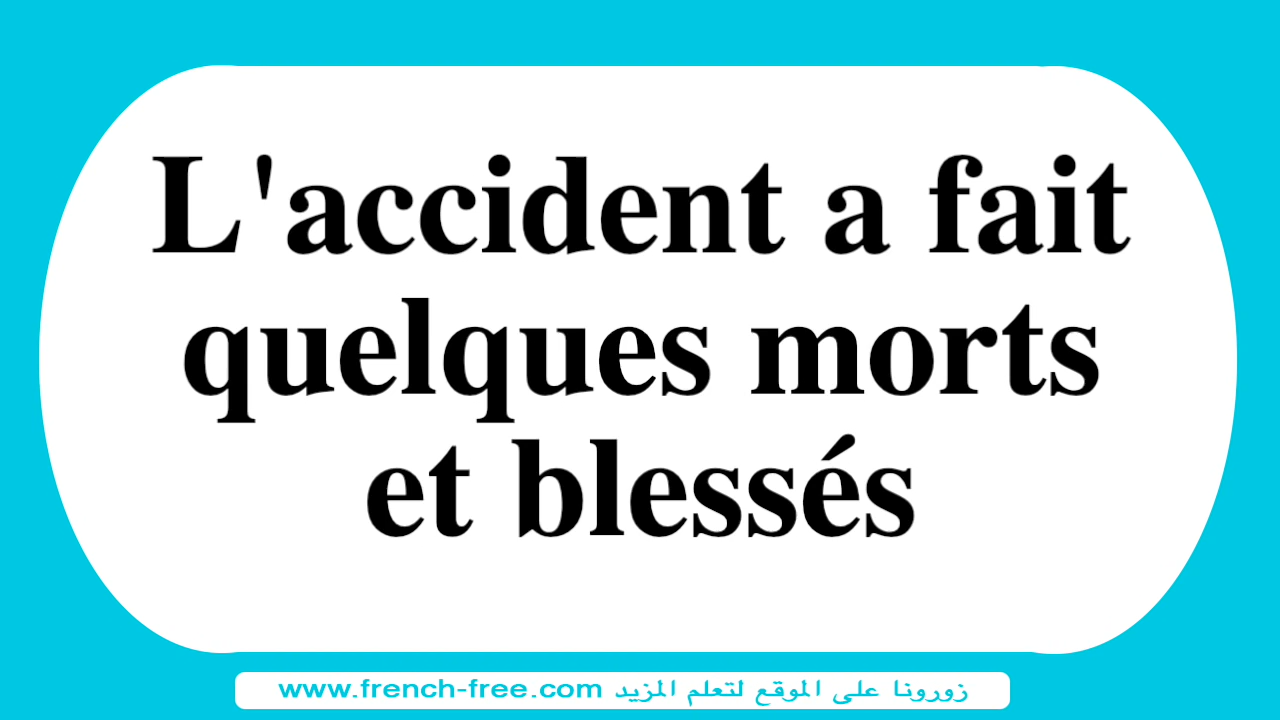 L'accident a fait
quelques morts
et blessés
www.french-free.com زورونا على الموقع لتعلم المزيد